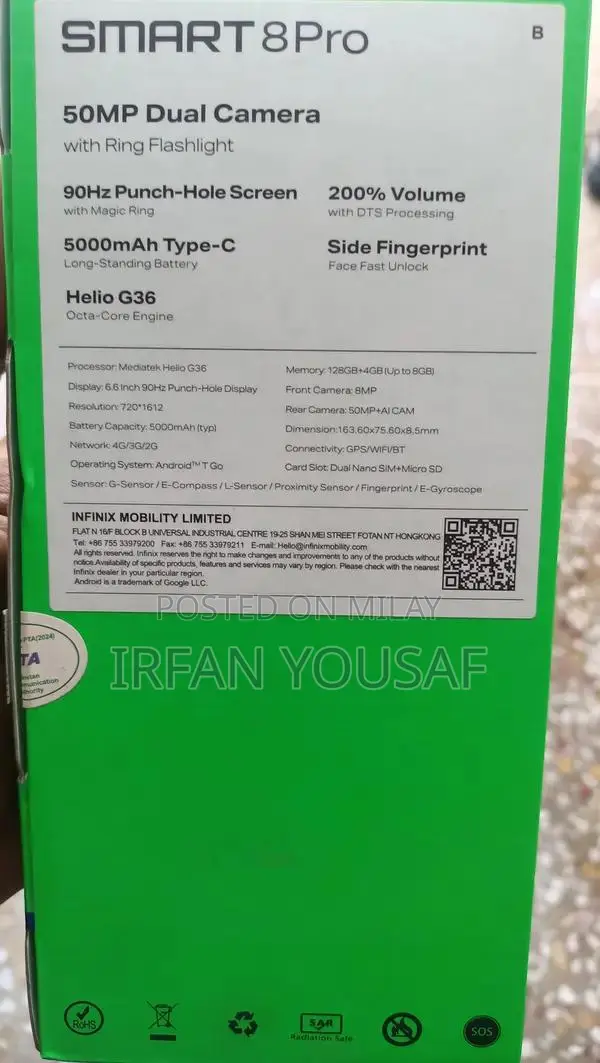 SMART 8Pro
B
50MP Dual Camera
with Ring Flashlight
90Hz Punch-Hole Screen
with Magic Ring
200% Volume
with DTS Processing
5000mAh Type-C
Long-Standing Battery
Side Fingerprint
Face Fast Unlock
Helio G36
Octa-Core Engine
Processor: Mediatek Helio G36
Display: 6.6 Inch 90Hz Punch-Hole Display
Resolution: 720*1612
Battery Capacity: 5000mAh (typ)
Network: 4G/3G/2G
Operating System: Android™ T Go
Memory: 128GB+4GB (Up to 8GB)
Front Camera: 8MP
Rear Camera: 50MP+AI CAM
Dimension: 163.60x75.60x8.5mm
Connectivity: GPS/WIFI/BT
Card Slot: Dual Nano SIM+Micro SD
Sensor: G-Sensor / E-Compass / L-Sensor / Proximity Sensor / Fingerprint / E-Gyroscope
INFINIX MOBILITY LIMITED
FLAT N 16/F BLOCK B UNIVERSAL INDUSTRIAL CENTRE 19-25 SHAN MEI STREET FOTAN NT HONGKONG
Tel: +86 755 33979200 Fax: +86 755 33979211 E-mail: Hello@infinixmobility.com
All rights reserved. Infinix reserves the right to make changes and improvements to any of the products without
notice.Availability of specific products, features and services may vary by region. Please check with the nearest
Infinix dealer in your particular region.
Android is a trademark of Google LLC.
POSTED ON MILAY
IRFAN YOUSAF
PTA(2024)
TA
RoHS
SAR
Radiation Safe
SOS